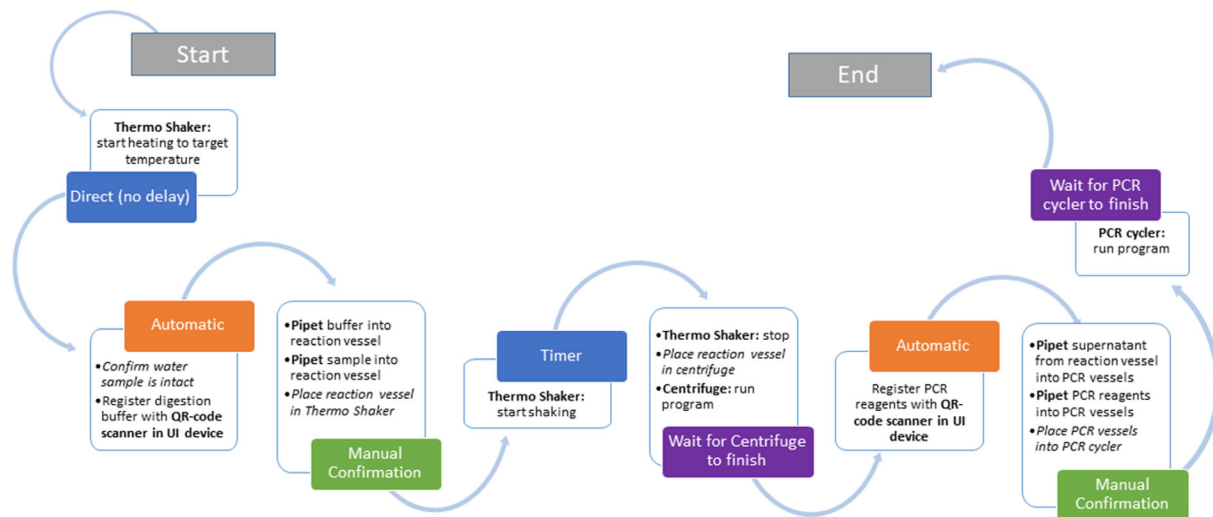 Start
Thermo Shaker:
start heating to target
temperature
Direct (no delay)
Automatic
•Confirm water
sample is intact
•Register digestion
buffer with QR-code
scanner in UI device
•Pipet buffer into
reaction vessel
•Pipet sample into
reaction vessel
•Place reaction vessel
in Thermo Shaker
Manual
Confirmation
Timer
Thermo Shaker:
start shaking
•Thermo Shaker: stop
•Place reaction vessel
in centrifuge
•Centrifuge: run
program
Wait for Centrifuge
to finish
Automatic
Register PCR
reagents with QR-
code scanner in UI
device
•Pipet supernatant
from reaction vessel
into PCR vessels
•Pipet PCR reagents
into PCR vessels
•Place PCR vessels
into PCR cycler
Manual
Confirmation
Wait for PCR
cycler to finish
PCR cycler:
run program
End